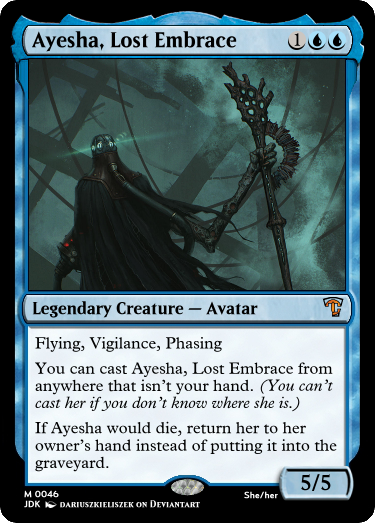 Ayesha, Lost Embrace 1
Legendary Creature — Avatar
Flying, Vigilance, Phasing
You can cast Ayesha, Lost Embrace from
anywhere that isn't your hand. (You can't
cast her if you don't know where she is.)
If Ayesha would die, return her to her
owner's hand instead of putting it into the
graveyard.
5/5
M 0046
She/her
JDK DARIUSZKIELISZEK ON DEVIANTART